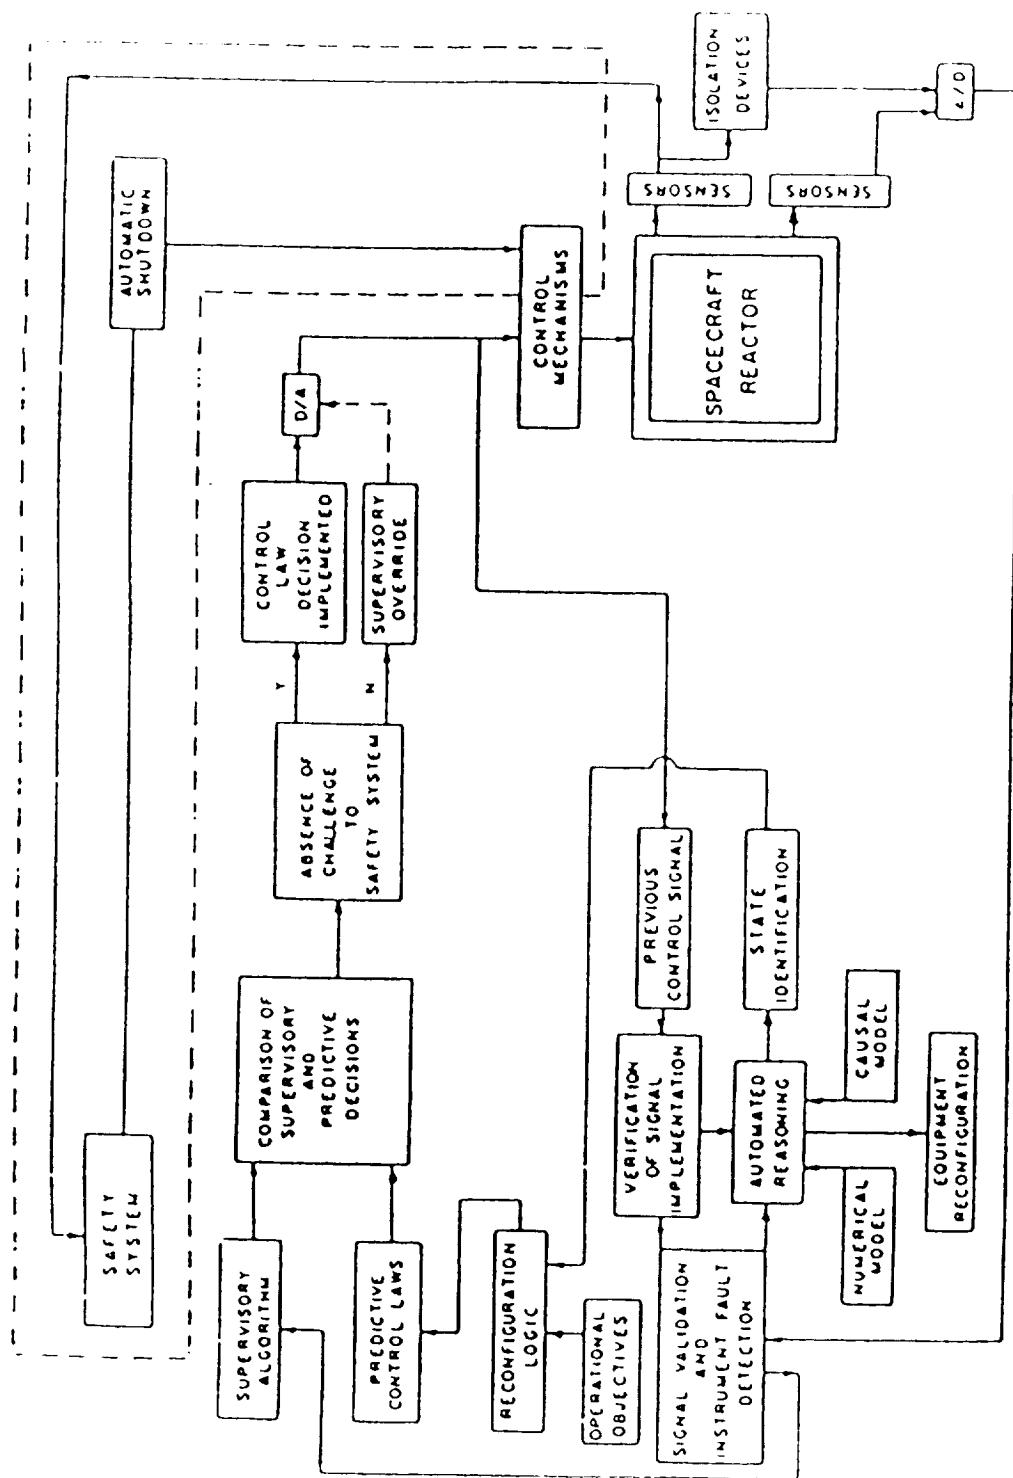 SAFETY
SYSTEM
AUTOMATIC
SHUTDOWN
SUPERVISORY
ALGORITHM
COMPARISON OF
SUPERVISORY
AND
PREDICTIVE
DECISIONS
ABSENCE OF
CHALLENGE
TO
SAFETY SYSTEM
Y
N
CONTROL
LAW
DECISION
IMPLEMENTED
SUPERVISORY
OVERRIDE
D/A
PREDICTIVE
CONTROL LAWS
RECONFIGURATION
LOGIC
OPERATIONAL
OBJECTIVES
CONTROL
MECHANISMS
SPACECRAFT
REACTOR
SENSORS
SENSORS
ISOLATION
DEVICES
SIGNAL VALIDATION
AND
INSTRUMENT FAULT
DETECTION
VERIFICATION
OF SIGNAL
IMPLEMENTATION
PREVIOUS
CONTROL SIGNAL
AUTOMATED
REASONING
STATE
IDENTIFICATION
NUMERICAL
MODEL
CAUSAL
MODEL
EQUIPMENT
RECONFIGURATION